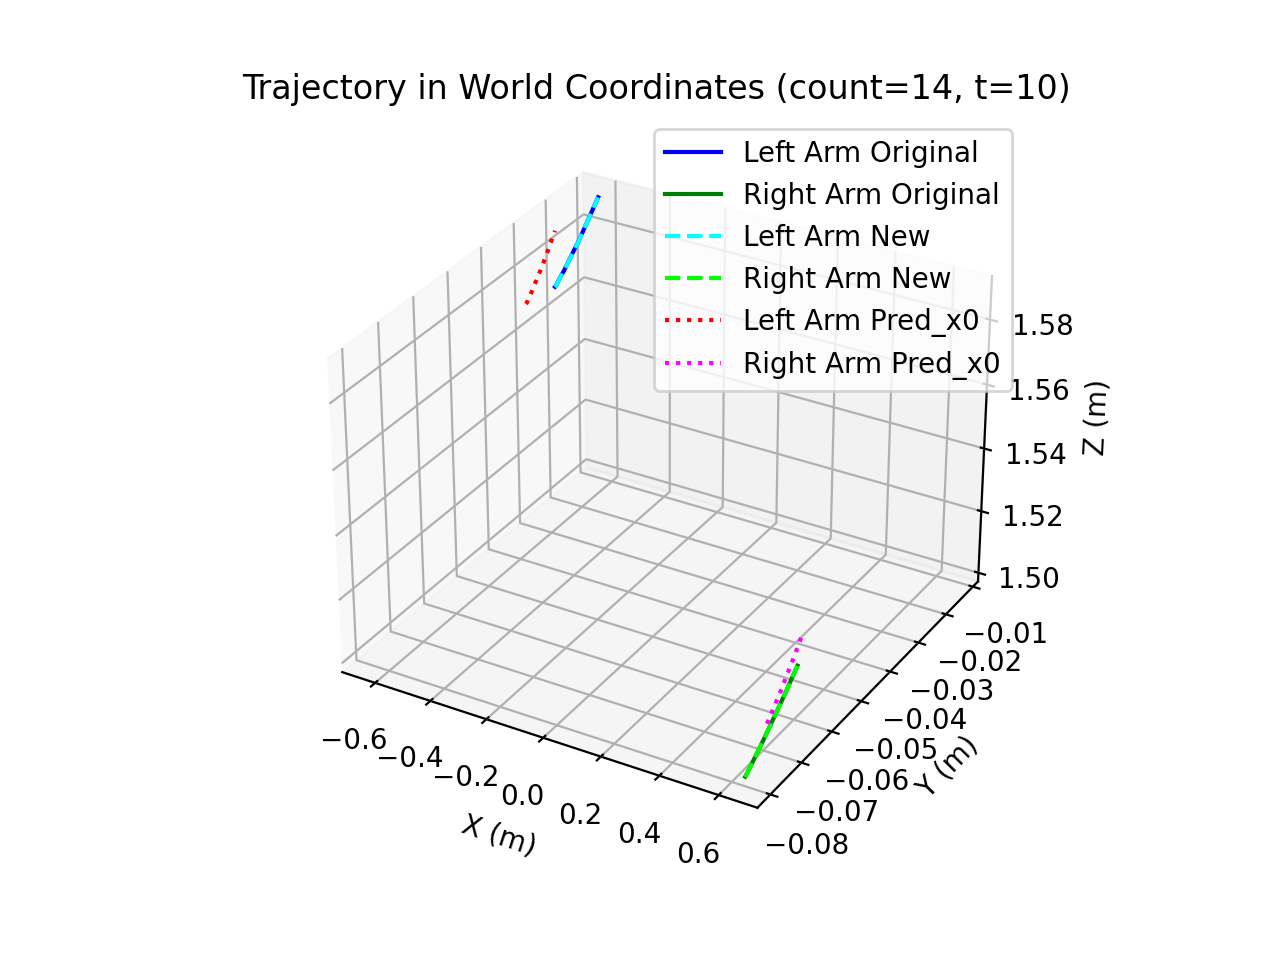 Trajectory in World Coordinates (count=14, t=10)
Left Arm Original
Right Arm Original
Left Arm New
Right Arm New
Left Arm Pred_x0
Right Arm Pred_x0
1.58
1.56
1.54
1.52
1.50
Z (m)
−0.01
−0.02
−0.03
−0.04
−0.05
−0.06
−0.07
−0.08
Y (m)
−0.6
−0.4
−0.2
0.0
0.2
0.4
0.6
X (m)